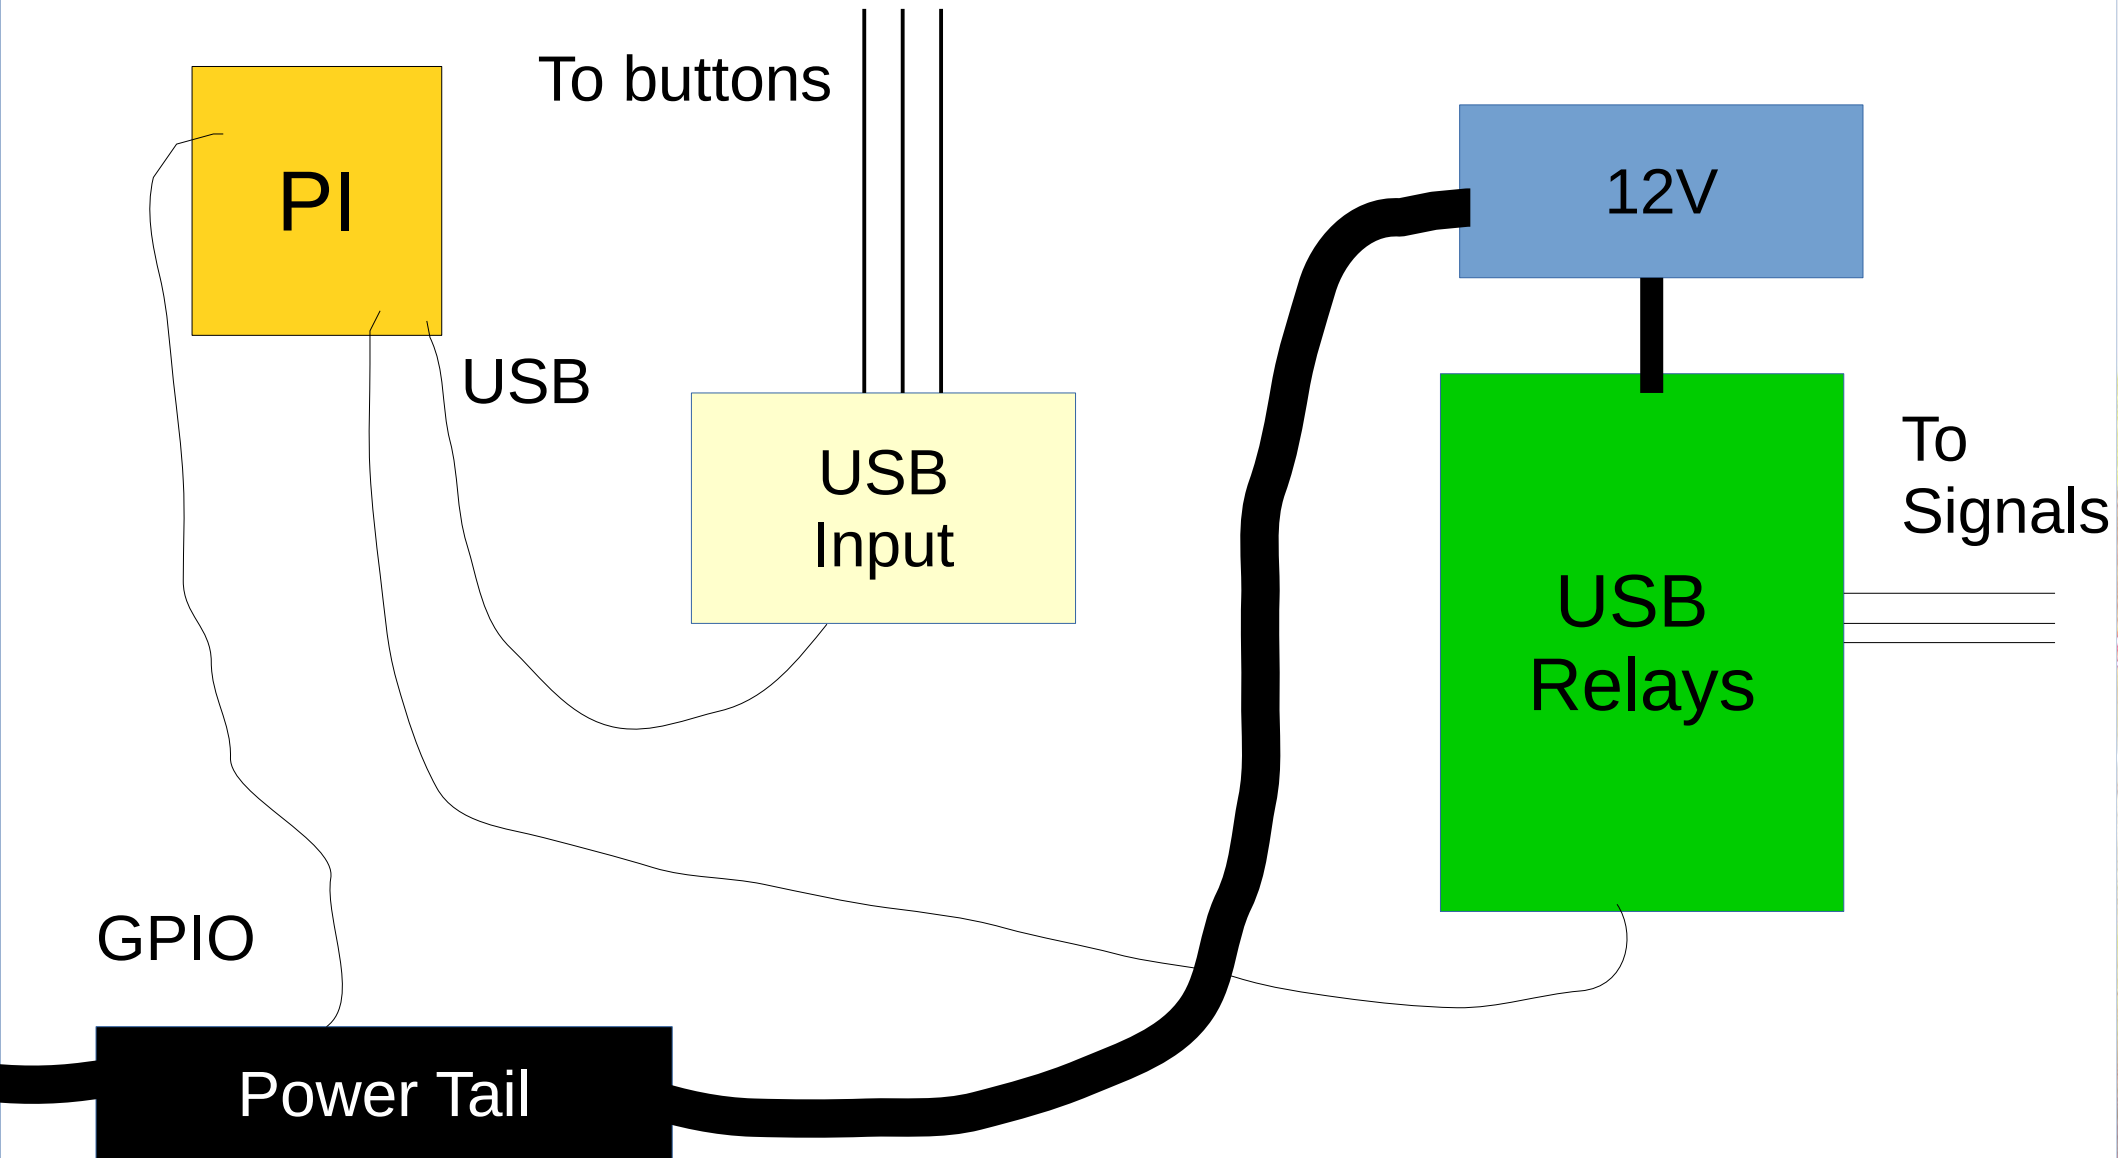 To buttons
PI
12V
USB
USB
Input
To
Signals
USB
Relays
GPIO
Power Tail